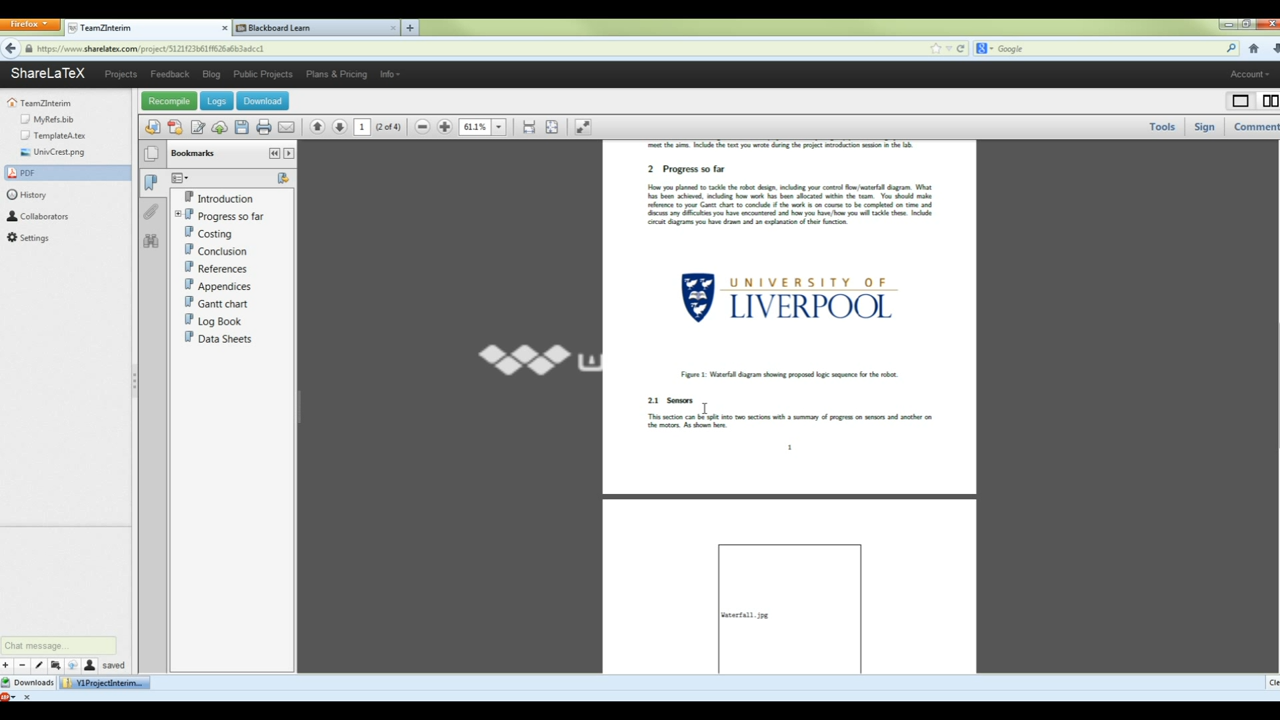 Firefox
TeamZInterim
Blackboard Learn
https://www.sharelatex.com/project/5121f23b61ff626a6b3adcc1
Google
ShareLaTeX
Projects
Feedback
Blog
Public Projects
Plans & Pricing
Info
Account
TeamZInterim
MyRefs.bib
TemplateA.tex
UnivCrest.png
PDF
History
Collaborators
Settings
Recompile
Logs
Download
1
(2 of 4)
61.1%
Tools
Sign
Comment
Bookmarks
Introduction
Progress so far
Costing
Conclusion
References
Appendices
Gantt chart
Log Book
Data Sheets
meet the aims. Include the text you wrote during the project introduction session in the lab.
2 Progress so far
How you planned to tackle the robot design, including your control flow/waterfall diagram. What
has been achieved, including how work has been allocated within the team. You should make
reference to your Gantt chart to conclude if the work is on course to be completed on time and
discuss any difficulties you have encountered and how you have/how you will tackle these. Include
circuit diagrams you have drawn and an explanation of their function.
UNIVERSITY OF
LIVERPOOL
Figure 1: Waterfall diagram showing proposed logic sequence for the robot.
2.1 Sensors
This section can be split into two sections with a summary of progress on sensors and another on
the motors. As shown here.
1
Waterfall.jpg
Chat message...
saved
Downloads
Y1ProjectInterim...
Cle